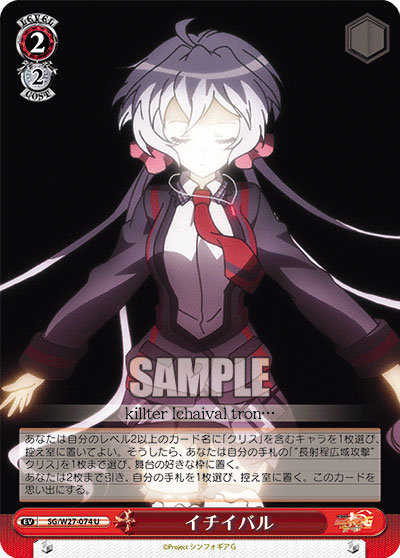 LEVEL
2
2
COST
SAMPLE
killter Ichaival tron…
あなたは自分のレベル2以上のカード名に「クリス」を含むキャラを1枚選び、
控え室に置いてよい。そうしたら、あなたは自分の手札の「“長射程広域攻撃”
クリス」を1枚まで選び、舞台の好きな枠に置く。
あなたは2枚まで引き、自分の手札を1枚選び、控え室に置く。このカードを
思い出にする。
EV SG/W27-074 U イチイバル
©Project シンフォギアG